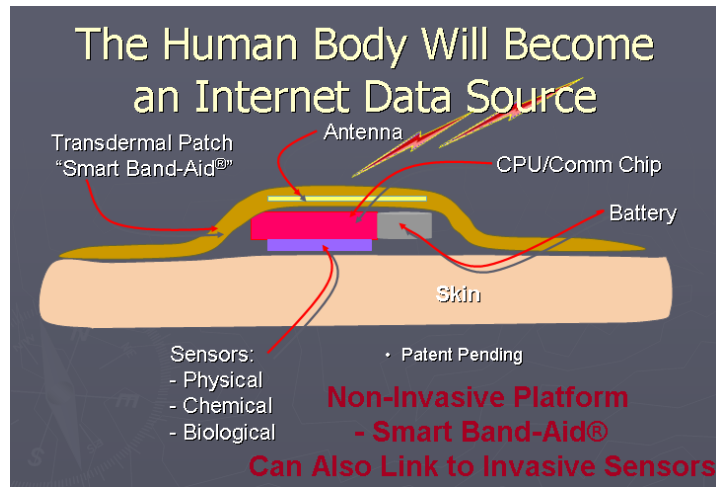 The Human Body Will Become
an Internet Data Source
Antenna
Transdermal Patch
“Smart Band-Aid®”
CPU/Comm Chip
Battery
Skin
Sensors:
- Physical
- Chemical
- Biological
• Patent Pending
Non-Invasive Platform
- Smart Band-Aid®
Can Also Link to Invasive Sensors